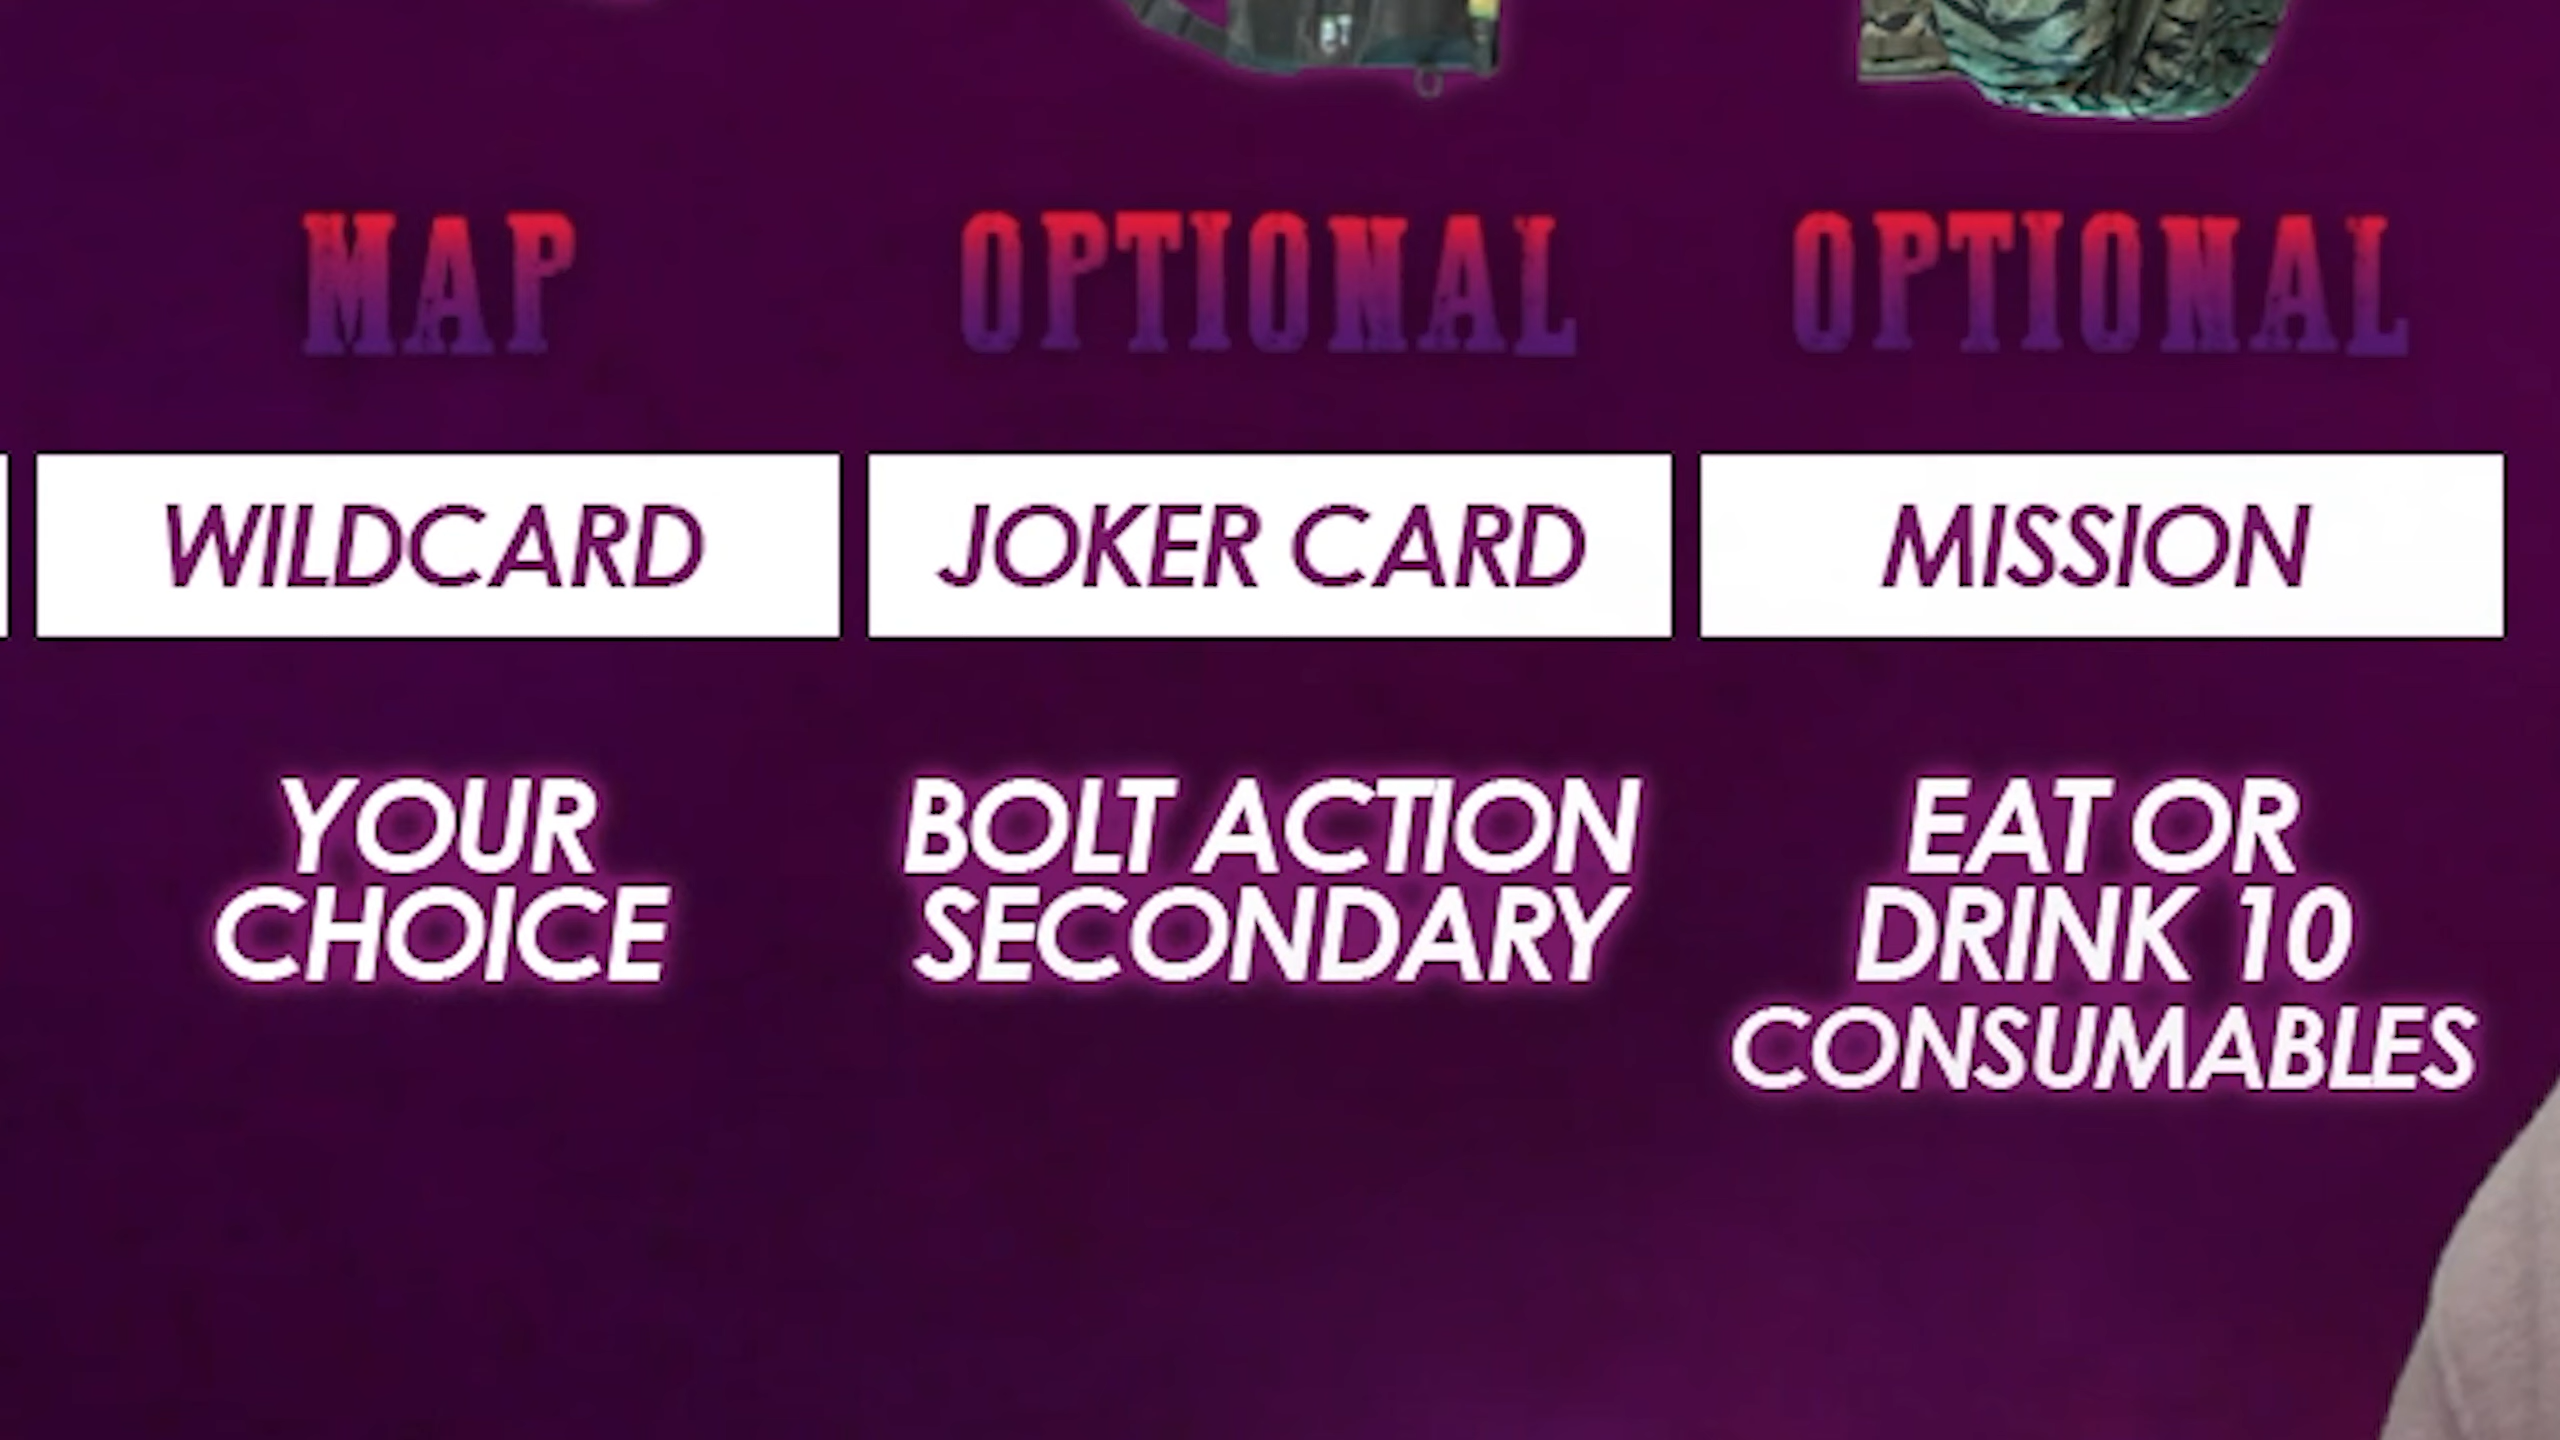 MAP
OPTIONAL
OPTIONAL
WILDCARD
JOKER CARD
MISSION
YOUR
CHOICE
BOLT ACTION
SECONDARY
EAT OR
DRINK 10
CONSUMABLES